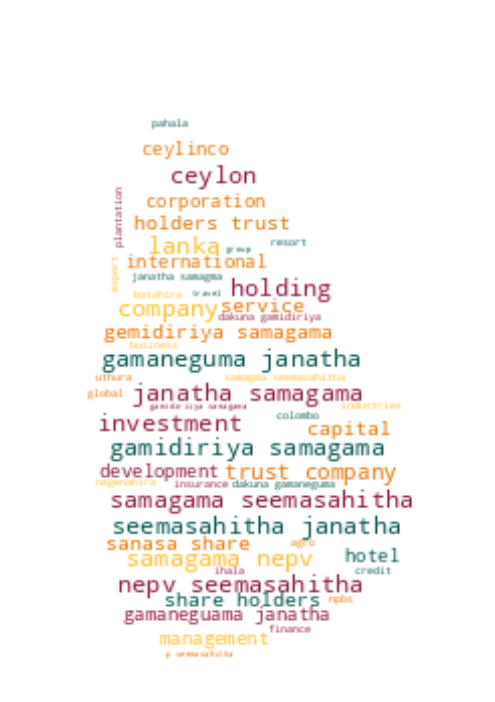 pahala
ceylinco
ceylon
plantation
corporation
holders trust
lanka
group
resort
export
international
janatha samagma
holding
batahira
travel
company
service
dakuna gamidiriya
gemidiriya samagama
business
gamaneguma janatha
uthura
samagma seemasahitha
global
janatha samagama
gamidiriiya samagama
industries
colombo
investment
capital
gamidiriya samagama
development
trust company
negenahira
insurance
dakuna gamaneguma
samagama seemasahitha
seemasahitha janatha
sanasa share
agro
samagama nepv
hotel
ihala
credit
nepv seemasahitha
share holders
npbs
gamaneguama janatha
finance
management
p seemasahitha